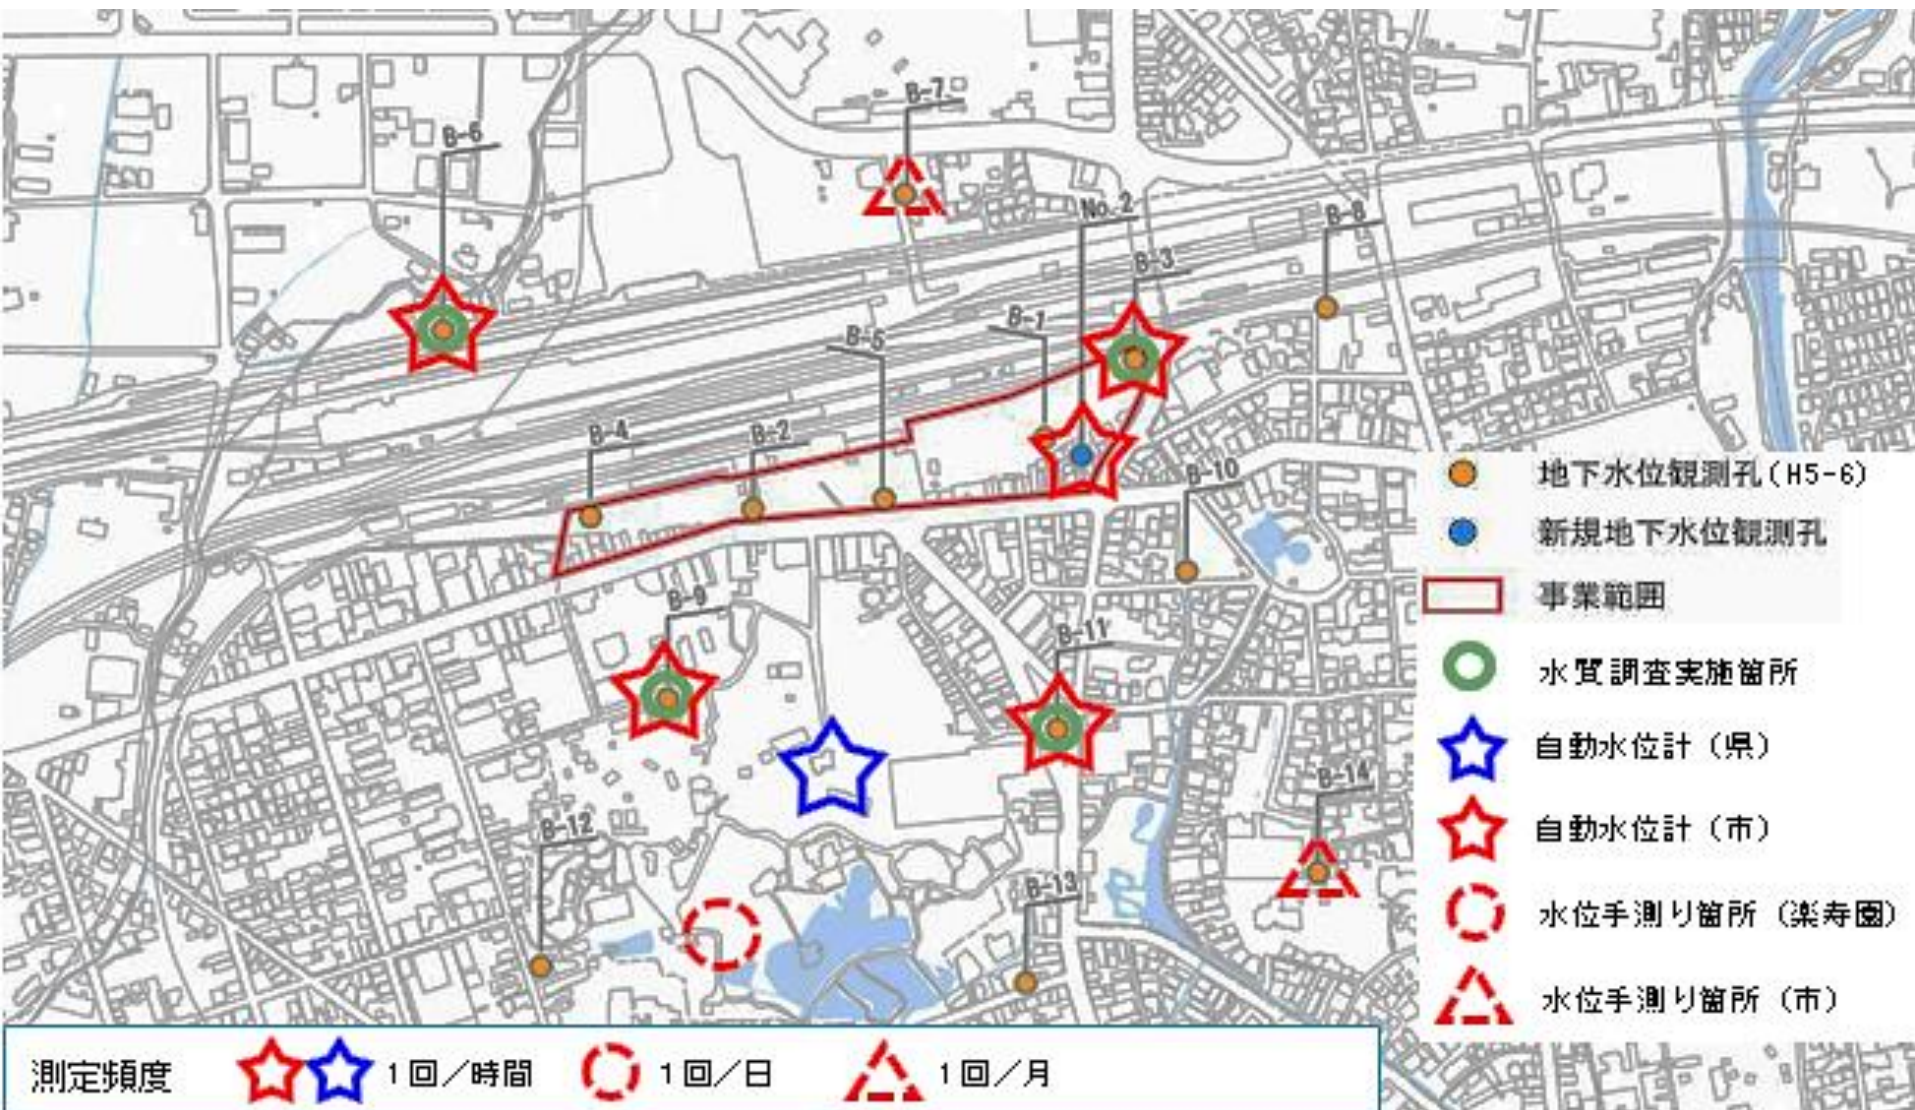 B-7
B-6
No.2
B-8
B-3
B-1
B-5
B-4
B-2
B-10
地下水位観測孔(H5-6)
新規地下水位観測孔
事業範囲
B-9
B-11
水質調査実施箇所
自動水位計(県)
B-14
B-12
自動水位計(市)
B-13
水位手測り箇所(楽寿園)
水位手測り箇所(市)
測定頻度 1回/時間 1回/日 1回/月